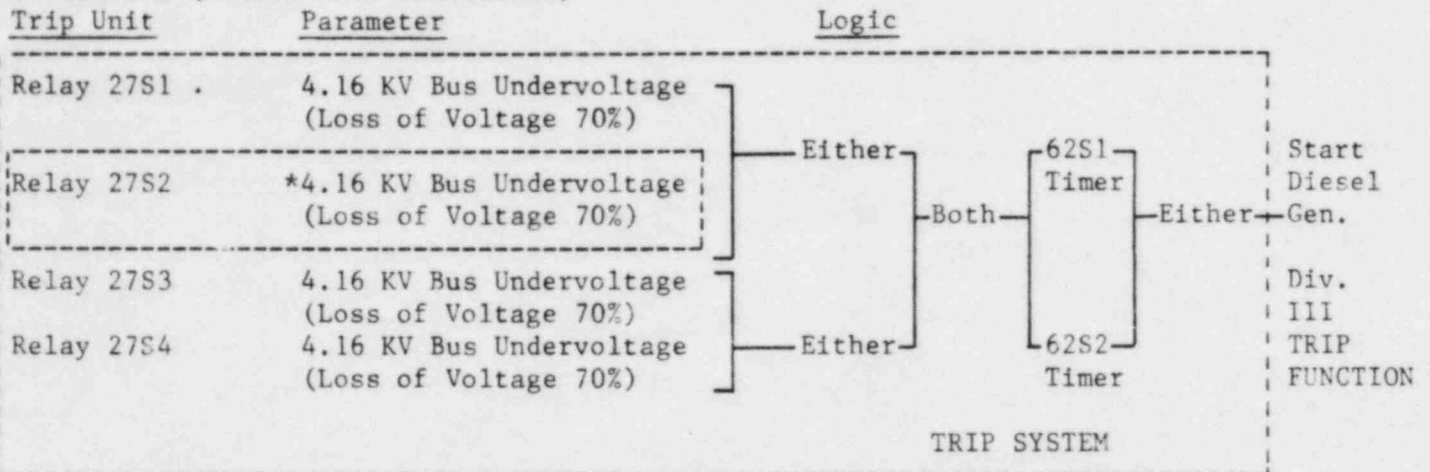 Trip Unit Parameter Logic
Relay 27S1 . 4.16 KV Bus Undervoltage
(Loss of Voltage 70%)
Either 62S1 Start
Relay 27S2 *4.16 KV Bus Undervoltage Timer Diesel
(Loss of Voltage 70%) Both Either Gen.
Relay 27S3 4.16 KV Bus Undervoltage Div.
(Loss of Voltage 70%) III
Relay 27S4 4.16 KV Bus Undervoltage Either 62S2 TRIP
(Loss of Voltage 70%) Timer FUNCTION
TRIP SYSTEM